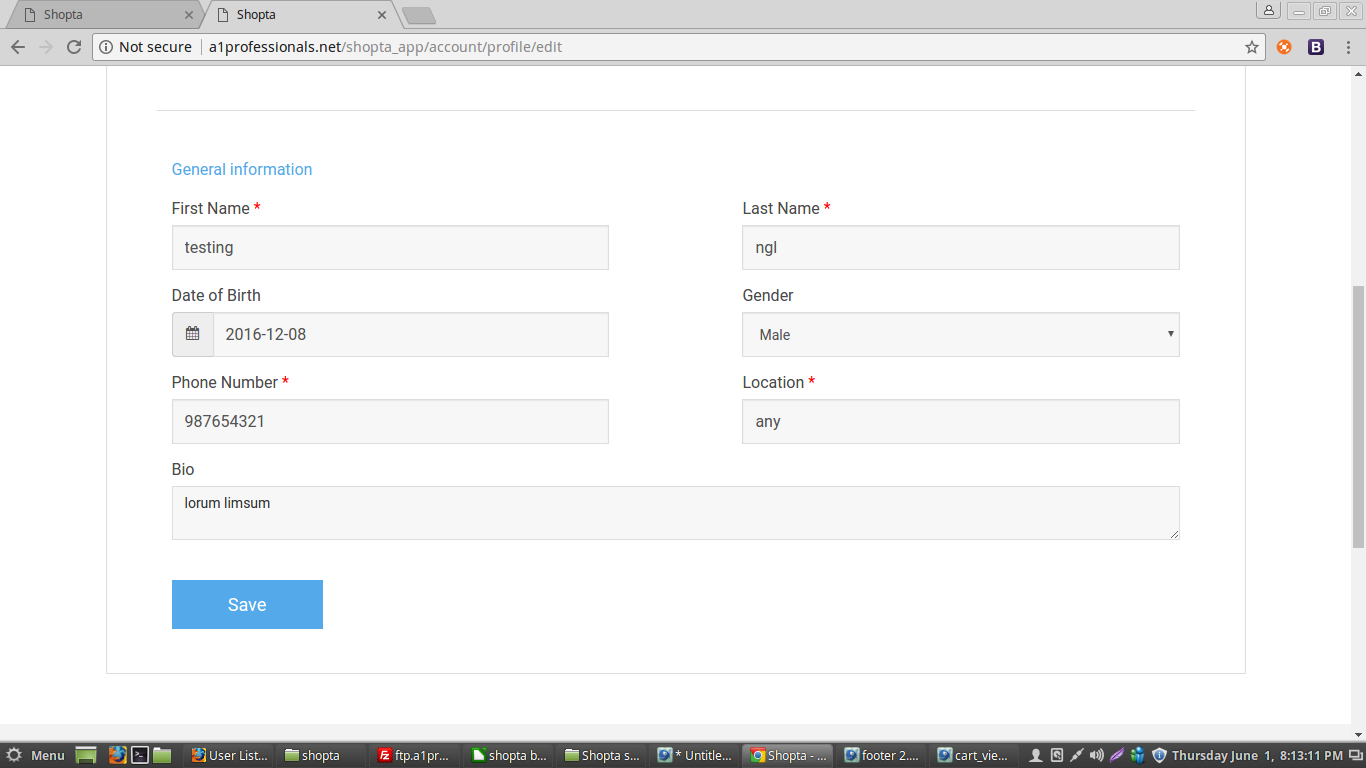 Shopta
Shopta
Not secure
a1professionals.net/shopta_app/account/profile/edit
B
General information
First Name *
Last Name *
testing
ngl
Date of Birth
Gender
2016-12-08
Male
Phone Number *
Location *
987654321
any
Bio
lorum limsum
Save
Menu
User List...
shopta
Fz
ftp.a1pr...
shopta b...
Shopta s...
* Untitle...
Shopta - ...
footer 2....
cart_vie...
Thursday June 1, 8:13:11 PM